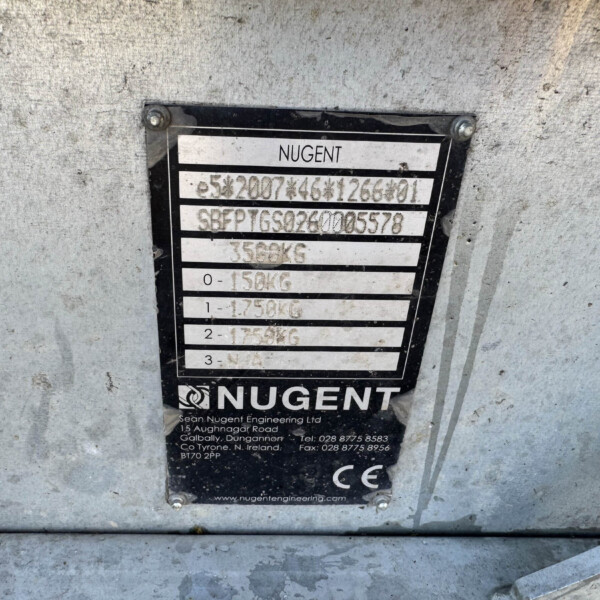 NUGENT
e5*2007*46*1266*01
SBFPTGS0260005578
3500KG
0 - 150KG
1 - 1750KG
2 - 1750KG
3 -
NUGENT
Sean Nugent Engineering Ltd
15 Aughnagar Road
Galbally, Dungannon Tel: 028 8775 8583
Co Tyrone, N. Ireland. Fax: 028 8775 8956
BT70 2PP
CE
www.nugentengineering.com